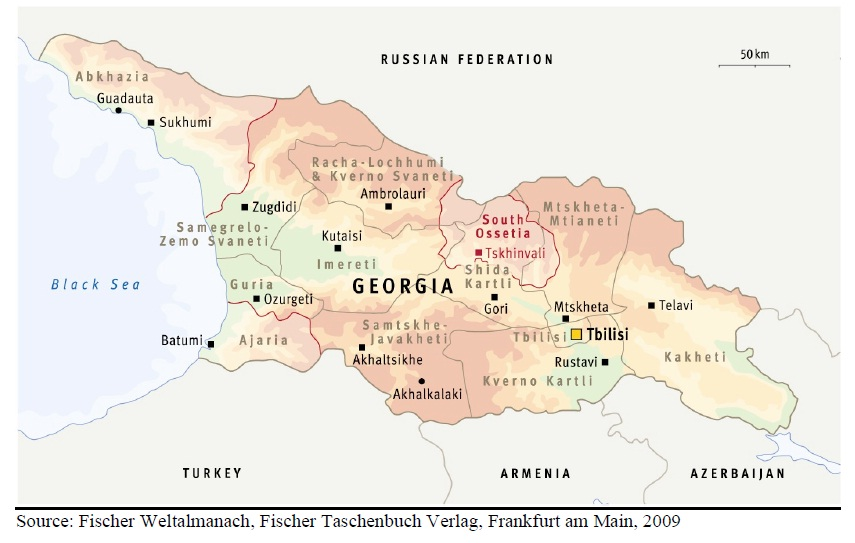 RUSSIAN FEDERATION
50 km
Abkhazia
Guadauta
Sukhumi
Racha-Lochhumi
& Kverno Svaneti
Ambrolauri
Zugdidi
Samegrelo-
Zemo Svaneti
Kutaisi
Imereti
South
Ossetia
Tskhinvali
Mtskheta-
Mtianeti
Shida
Kartli
Gori
Black Sea
GEORGIA
Guria
Ozurgeti
Mtskheta
Telavi
Batumi
Ajaria
Samtskhe-
Javakheti
Akhaltsikhe
Akhalkalaki
Tbilisi
Tbilisi
Rustavi
Kverno Kartli
Kakheti
TURKEY
ARMENIA
AZERBAIJAN
Source: Fischer Weltalmanach, Fischer Taschenbuch Verlag, Frankfurt am Main, 2009